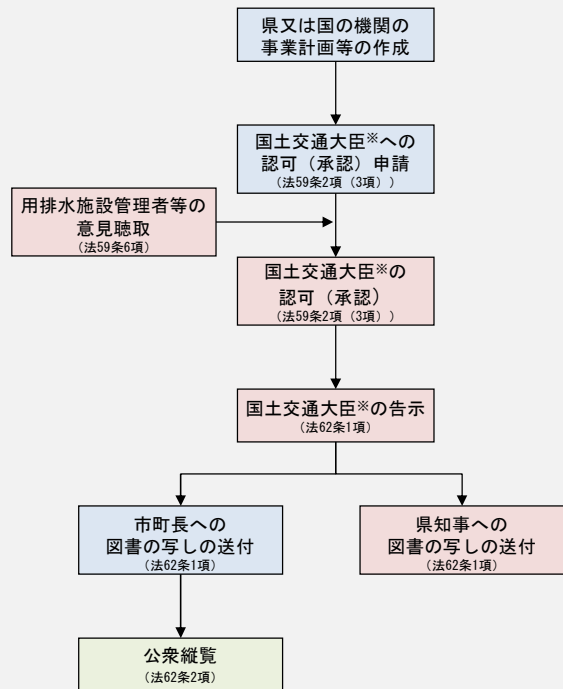 県又は国の機関の
事業計画等の作成
国土交通大臣※への
認可（承認）申請
（法59条2項（3項））
用排水施設管理者等の
意見聴取
（法59条6項）
国土交通大臣※の
認可（承認）
（法59条2項（3項））
国土交通大臣※の告示
（法62条1項）
市町長への
図書の写しの送付
（法62条1項）
県知事への
図書の写しの送付
（法62条1項）
公衆縦覧
（法62条2項）